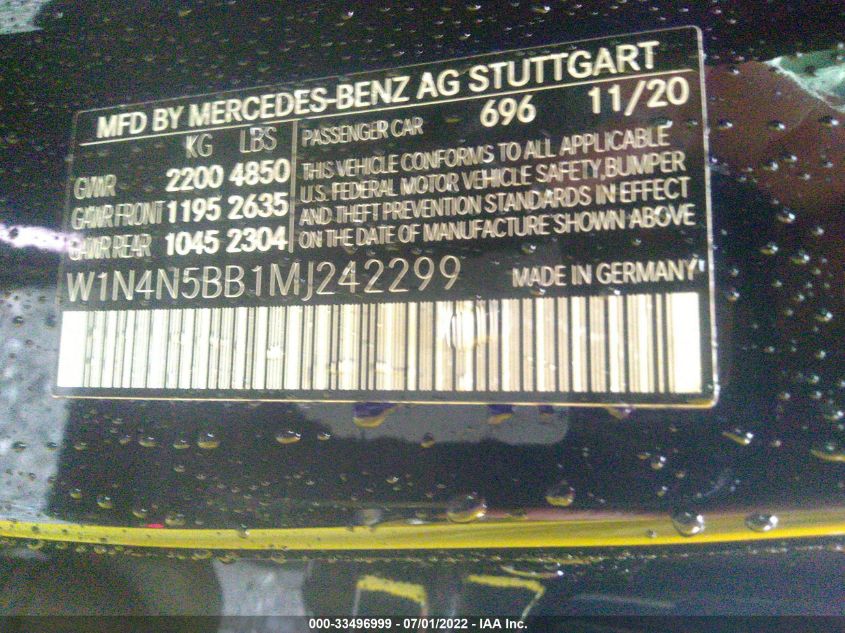 MFD BY MERCEDES-BENZ AG STUTTGART
KG LBS
GVWR 2200 4850
GAWR FRONT 1195 2635
GAWR REAR 1045 2304
PASSENGER CAR 696 11/20
THIS VEHICLE CONFORMS TO ALL APPLICABLE
U.S. FEDERAL MOTOR VEHICLE SAFETY, BUMPER
AND THEFT PREVENTION STANDARDS IN EFFECT
ON THE DATE OF MANUFACTURE SHOWN ABOVE
W1N4N5BB1MJ242299 MADE IN GERMANY
000-33496999 / 07/01/2022 - IAA Inc.